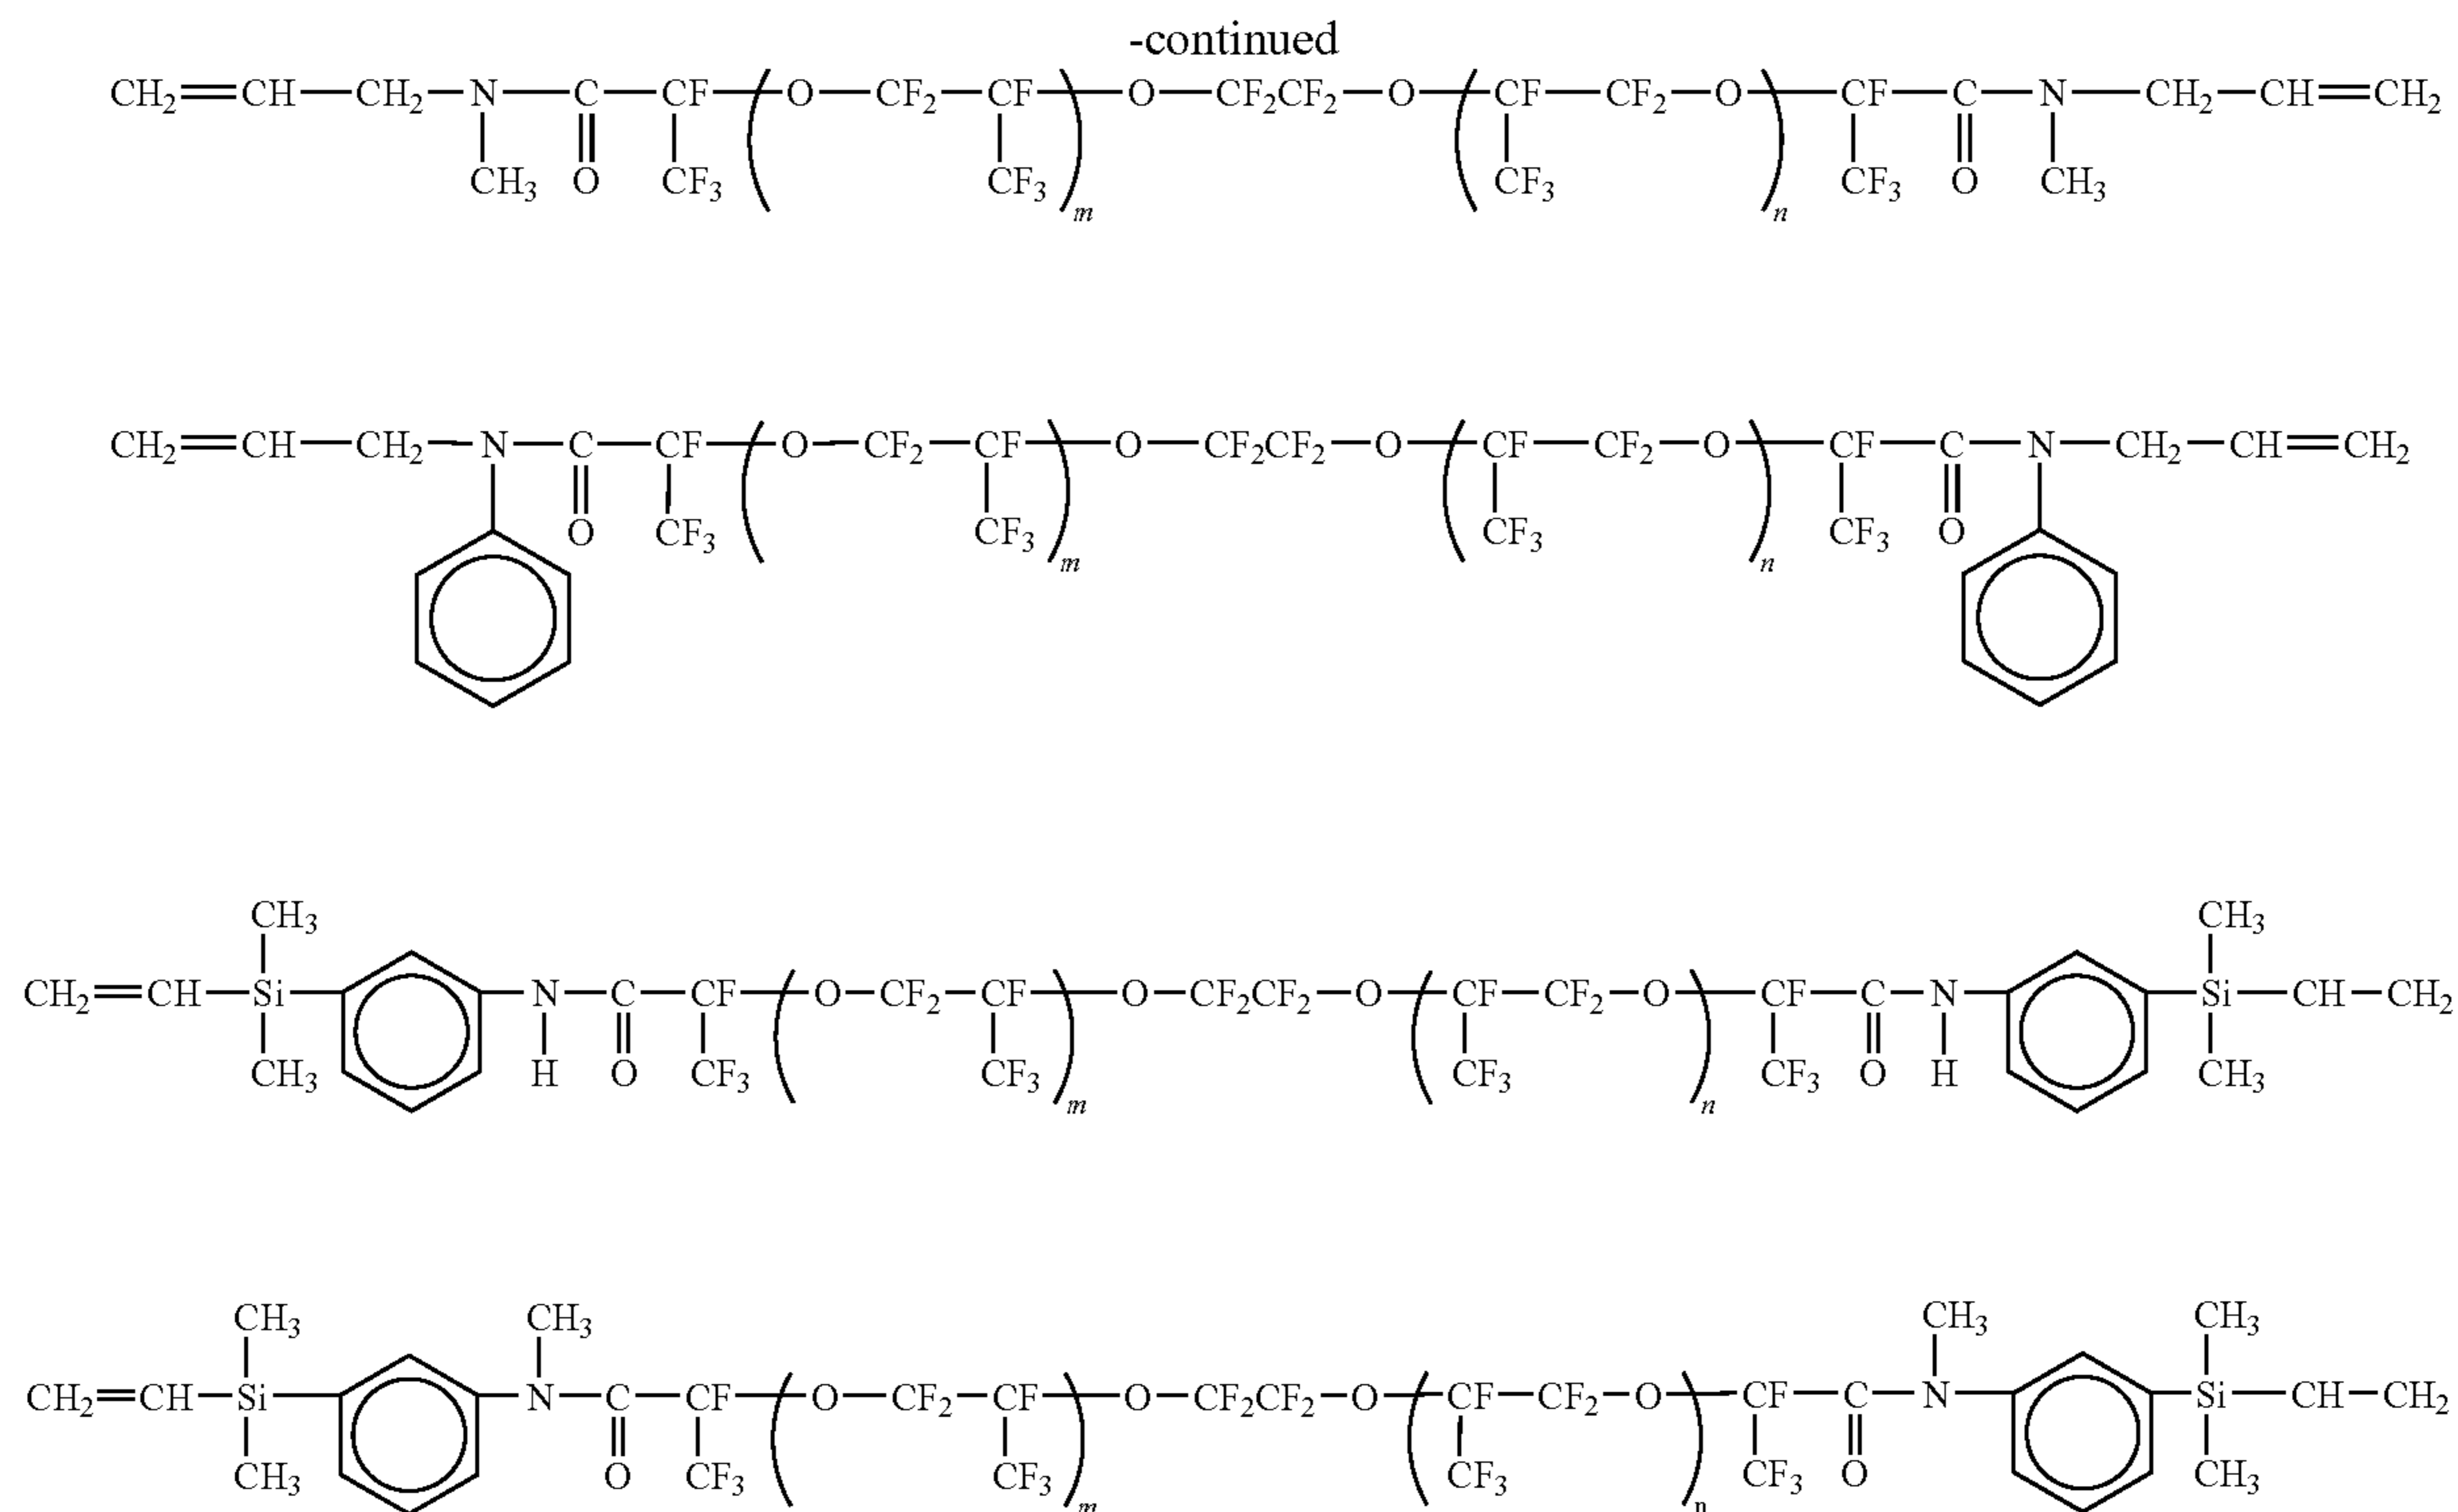 -continued
CH₂=CH—CH₂—N—C—CF—(O—CF₂—CF)—O—CF₂CF₂—O—(CF—CF₂—O)—CF—C—N—CH₂—CH=CH₂
CH₃ O CF₃ CF₃ m CF₃ n CF₃ O CH₃
CH₂=CH—CH₂—N—C—CF—(O—CF₂—CF)—O—CF₂CF₂—O—(CF—CF₂—O)—CF—C—N—CH₂—CH=CH₂
O CF₃ CF₃ m CF₃ n CF₃ O
CH₃ CH₃
CH₂=CH—Si—N—C—CF—(O—CF₂—CF)—O—CF₂CF₂—O—(CF—CF₂—O)—CF—C—N—Si—CH—CH₂
CH₃ H O CF₃ CF₃ m CF₃ n CF₃ O H CH₃
CH₃ CH₃ CH₃ CH₃
CH₂=CH—Si—N—C—CF—(O—CF₂—CF)—O—CF₂CF₂—O—(CF—CF₂—O)—CF—C—N—Si—CH—CH₂
CH₃ O CF₃ CF₃ m CF₃ n CF₃ O CH₃